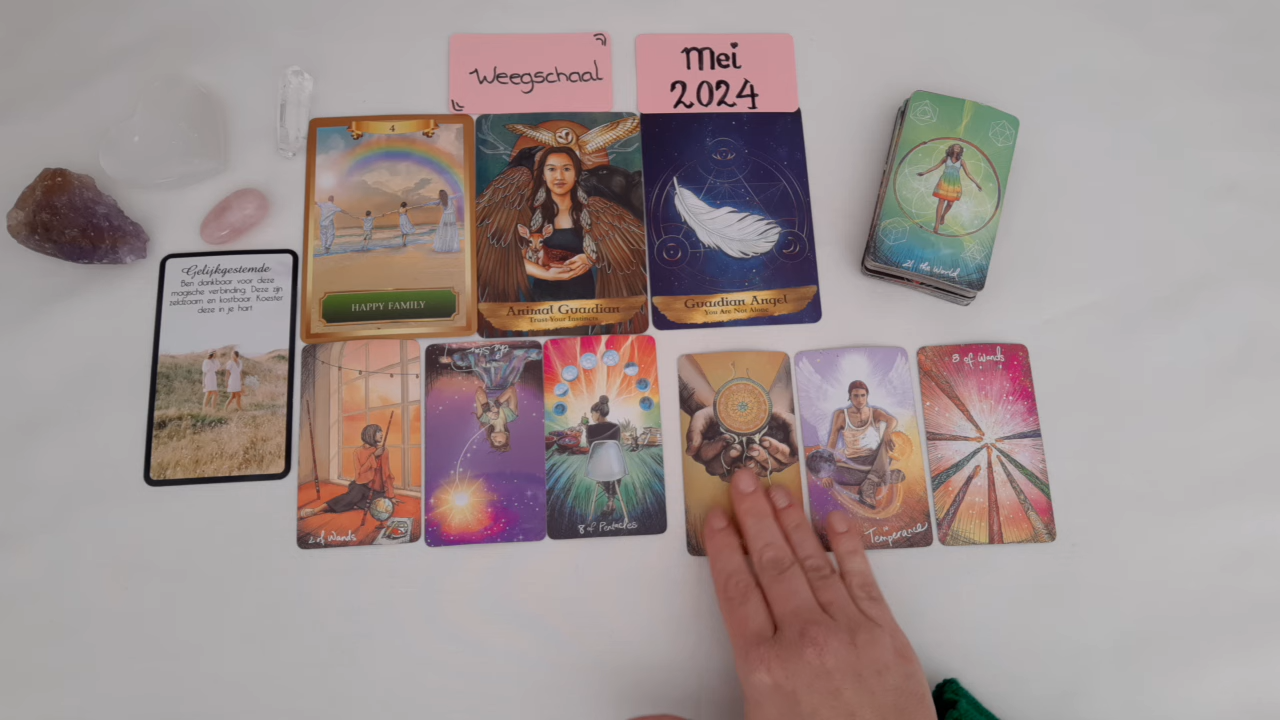 Weegschaal
Mei
2024
4
HAPPY FAMILY
Animal Guardian
Trust Your Instincts
Guardian Angel
You Are Not Alone
Gelijkgestemde
Ben dankbaar voor deze
magische verbinding. Deze zijn
zeldzaam en kostbaar. Koester
deze in je hart
21. the World
2 of Wands
the Star
8 of Pentacles
Temperance
8 of Wands